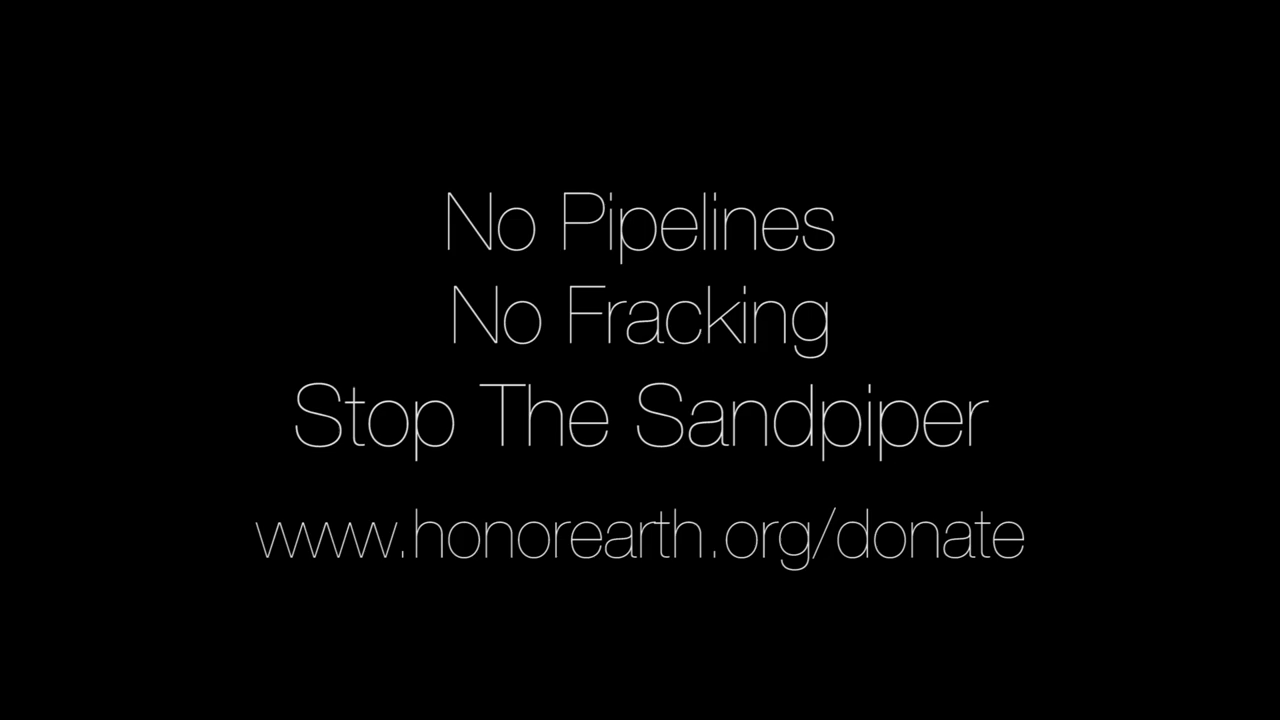 No Pipelines
No Fracking
Stop The Sandpiper
www.honorearth.org/donate